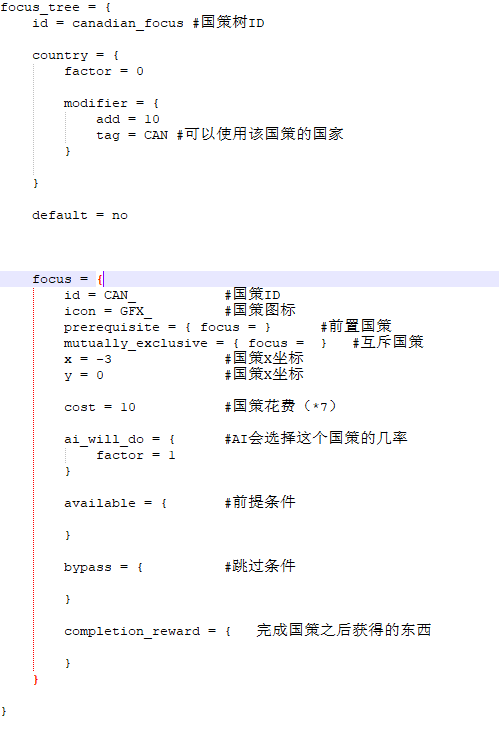 focus_tree = {
id = canadian_focus #国策树ID
country = {
factor = 0
modifier = {
add = 10
tag = CAN #可以使用该国策的国家
}
}
default = no
focus = {
id = CAN_ #国策ID
icon = GFX_ #国策图标
prerequisite = { focus = } #前置国策
mutually_exclusive = { focus = } #互斥国策
x = -3 #国策X坐标
y = 0 #国策X坐标
cost = 10 #国策花费（*7）
ai_will_do = { #AI会选择这个国策的几率
factor = 1
}
available = { #前提条件
}
bypass = { #跳过条件
}
completion_reward = { 完成国策之后获得的东西
}
}
}